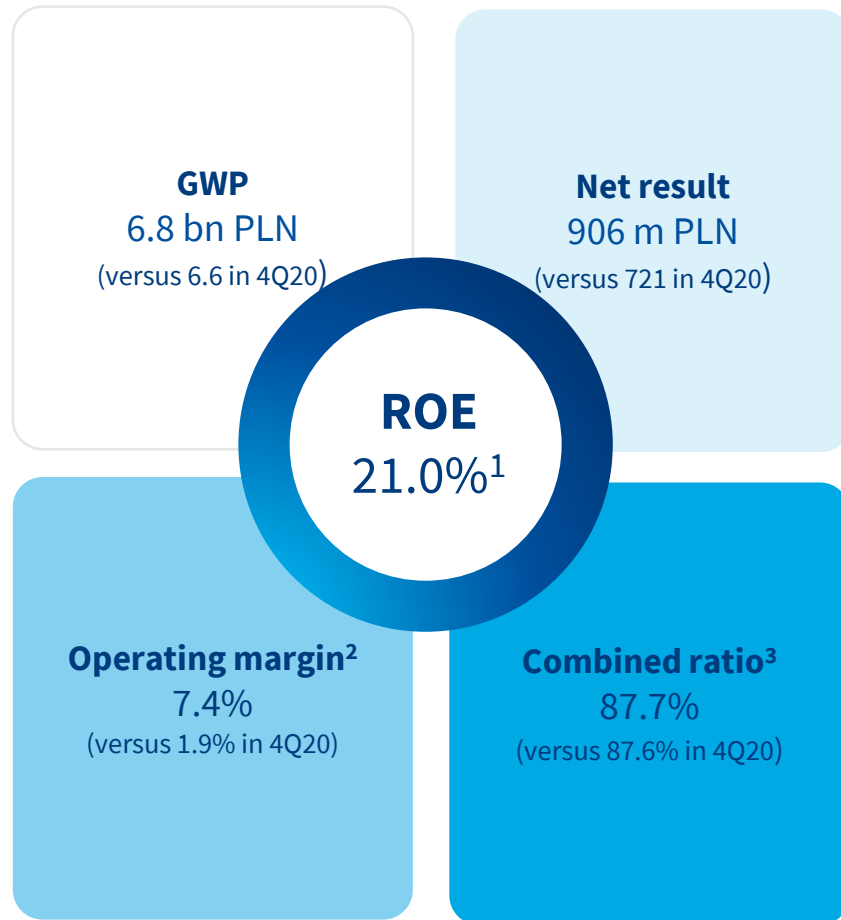 GWP
6.8 bn PLN
(versus 6.6 in 4Q20)
Net result
906 m PLN
(versus 721 in 4Q20)
ROE
21.0%¹
Operating margin²
7.4%
(versus 1.9% in 4Q20)
Combined ratio³
87.7%
(versus 87.6% in 4Q20)